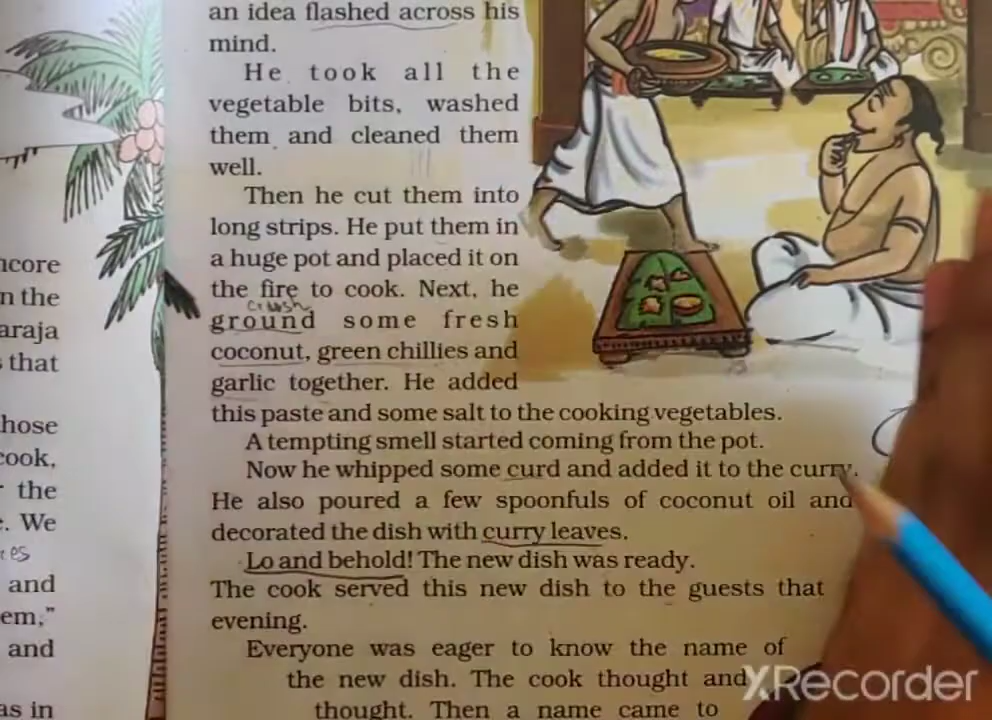 an idea flashed across his
mind.
He took all the
vegetable bits, washed
them and cleaned them
well.
Then he cut them into
long strips. He put them in
a huge pot and placed it on
the fire to cook. Next, he
crush
ground some fresh
coconut, green chillies and
garlic together. He added
this paste and some salt to the cooking vegetables.
A tempting smell started coming from the pot.
Now he whipped some curd and added it to the curry.
He also poured a few spoonfuls of coconut oil and
decorated the dish with curry leaves.
Lo and behold! The new dish was ready.
The cook served this new dish to the guests that
evening.
Everyone was eager to know the name of
the new dish. The cook thought and
thought. Then a name came to
ncore
n the
araja
that
hose
cook,
the
We
and
em,"
and
as in
XRecorder